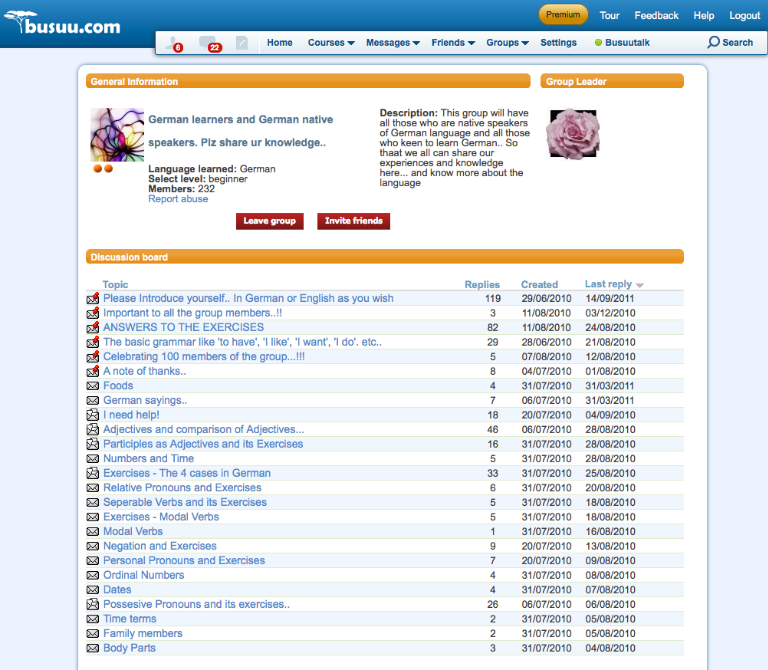 busuu.com
Premium Tour Feedback Help Logout
6 22 Home Courses Messages Friends Groups Settings Busuutalk Search
General Information
Group Leader
German learners and German native
speakers. Plz share ur knowledge..
Language learned: German
Select level: beginner
Members: 232
Report abuse
Description: This group will have
all those who are native speakers
of German language and all those
who keen to learn German.. So
thaat we all can share our
experiences and knowledge
here... and know more about the
language
Leave group Invite friends
Discussion board
Topic Replies Created Last reply
Please Introduce yourself.. In German or English as you wish 119 29/06/2010 14/09/2011
Important to all the group members..!! 3 11/08/2010 03/12/2010
ANSWERS TO THE EXERCISES 82 11/08/2010 24/08/2010
The basic grammar like 'to have', 'I like', 'I want', 'I do'. etc.. 29 28/06/2010 21/08/2010
Celebrating 100 members of the group...!!! 5 07/08/2010 12/08/2010
A note of thanks.. 8 04/07/2010 01/08/2010
Foods 4 31/07/2010 31/03/2011
German sayings.. 7 06/07/2010 31/03/2011
I need help! 18 20/07/2010 04/09/2010
Adjectives and comparison of Adjectives... 46 06/07/2010 28/08/2010
Participles as Adjectives and its Exercises 16 31/07/2010 28/08/2010
Numbers and Time 5 31/07/2010 28/08/2010
Exercises - The 4 cases in German 33 31/07/2010 25/08/2010
Relative Pronouns and Exercises 6 31/07/2010 20/08/2010
Seperable Verbs and its Exercises 5 31/07/2010 18/08/2010
Exercises - Modal Verbs 5 31/07/2010 18/08/2010
Modal Verbs 1 31/07/2010 16/08/2010
Negation and Exercises 9 20/07/2010 13/08/2010
Personal Pronouns and Exercises 7 20/07/2010 09/08/2010
Ordinal Numbers 4 31/07/2010 08/08/2010
Dates 4 31/07/2010 07/08/2010
Possesive Pronouns and its exercises.. 26 06/07/2010 06/08/2010
Time terms 2 31/07/2010 05/08/2010
Family members 2 31/07/2010 05/08/2010
Body Parts 3 31/07/2010 04/08/2010